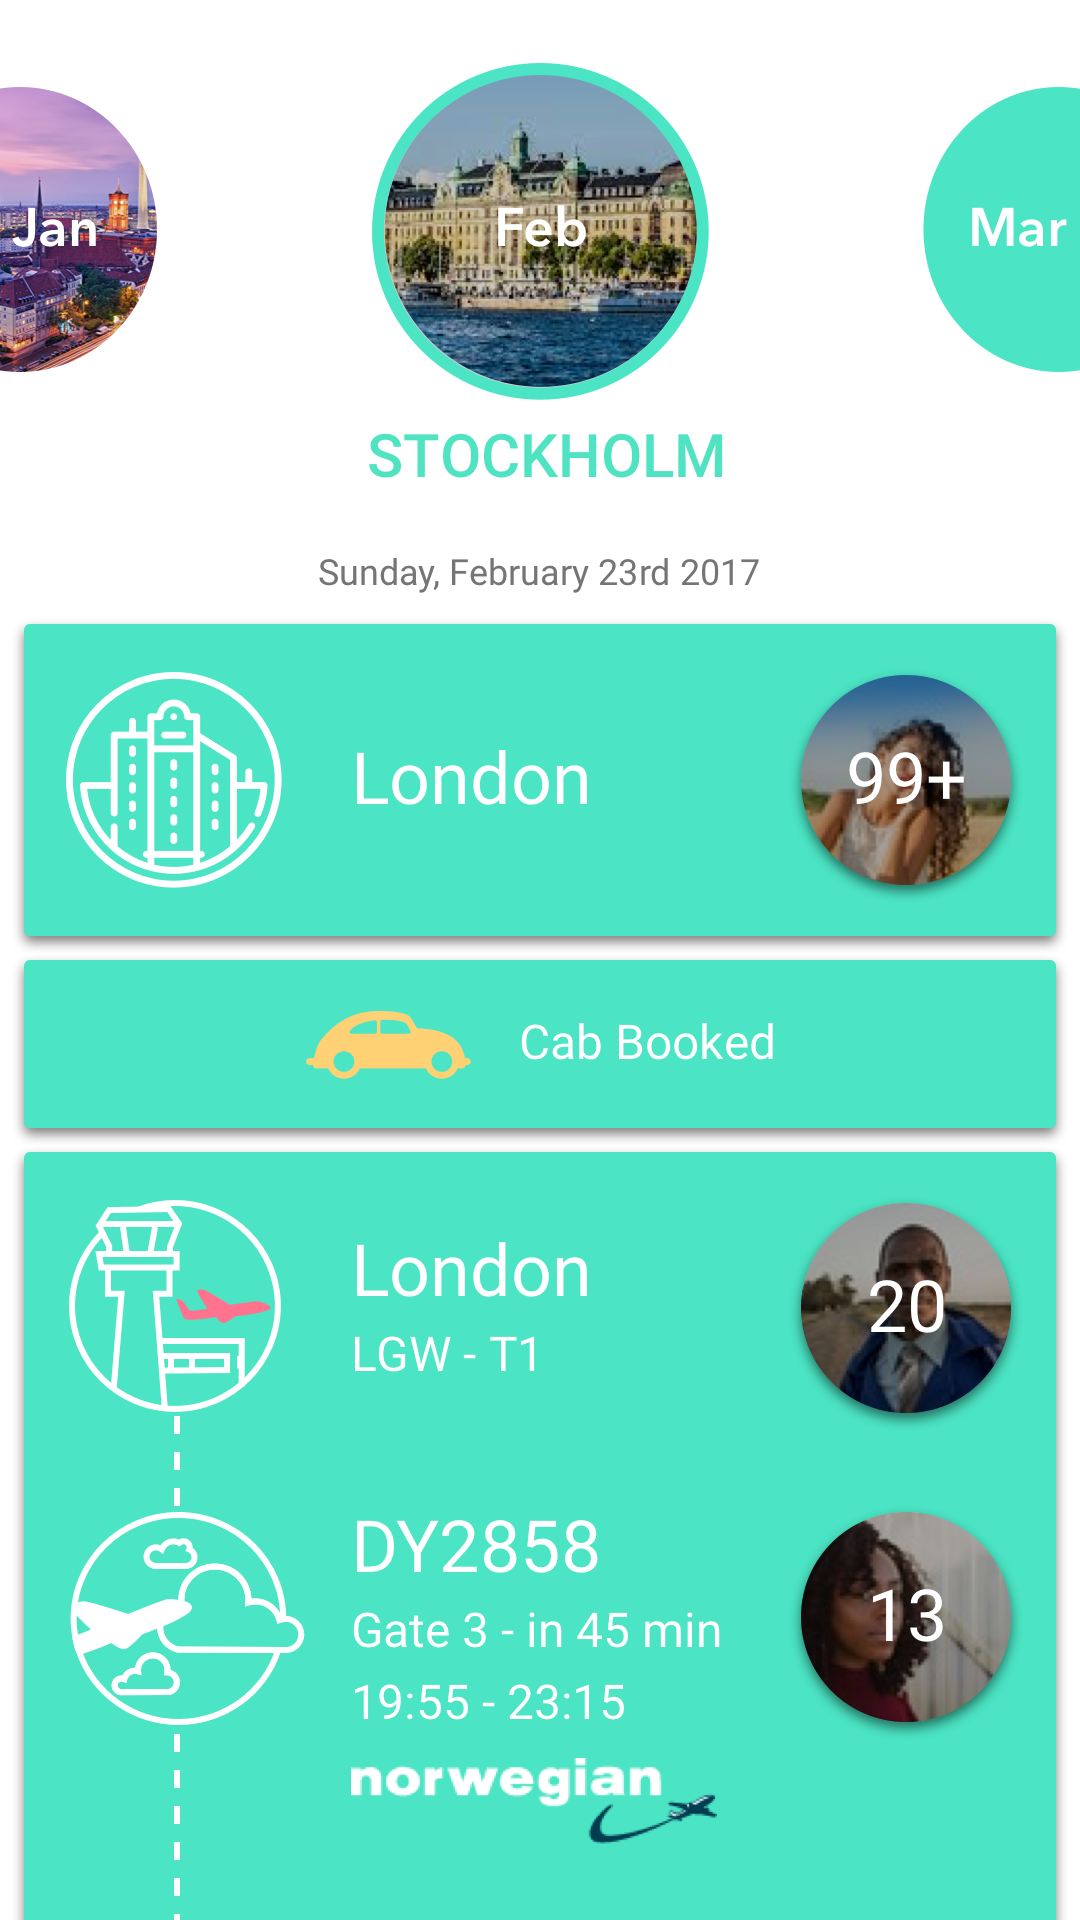 Jan
Feb
Mar
STOCKHOLM
Sunday, February 23rd 2017
London
99+
Cab Booked
London
20
LGW - T1
DY2858
13
Gate 3 - in 45 min
19:55 - 23:15
norwegian